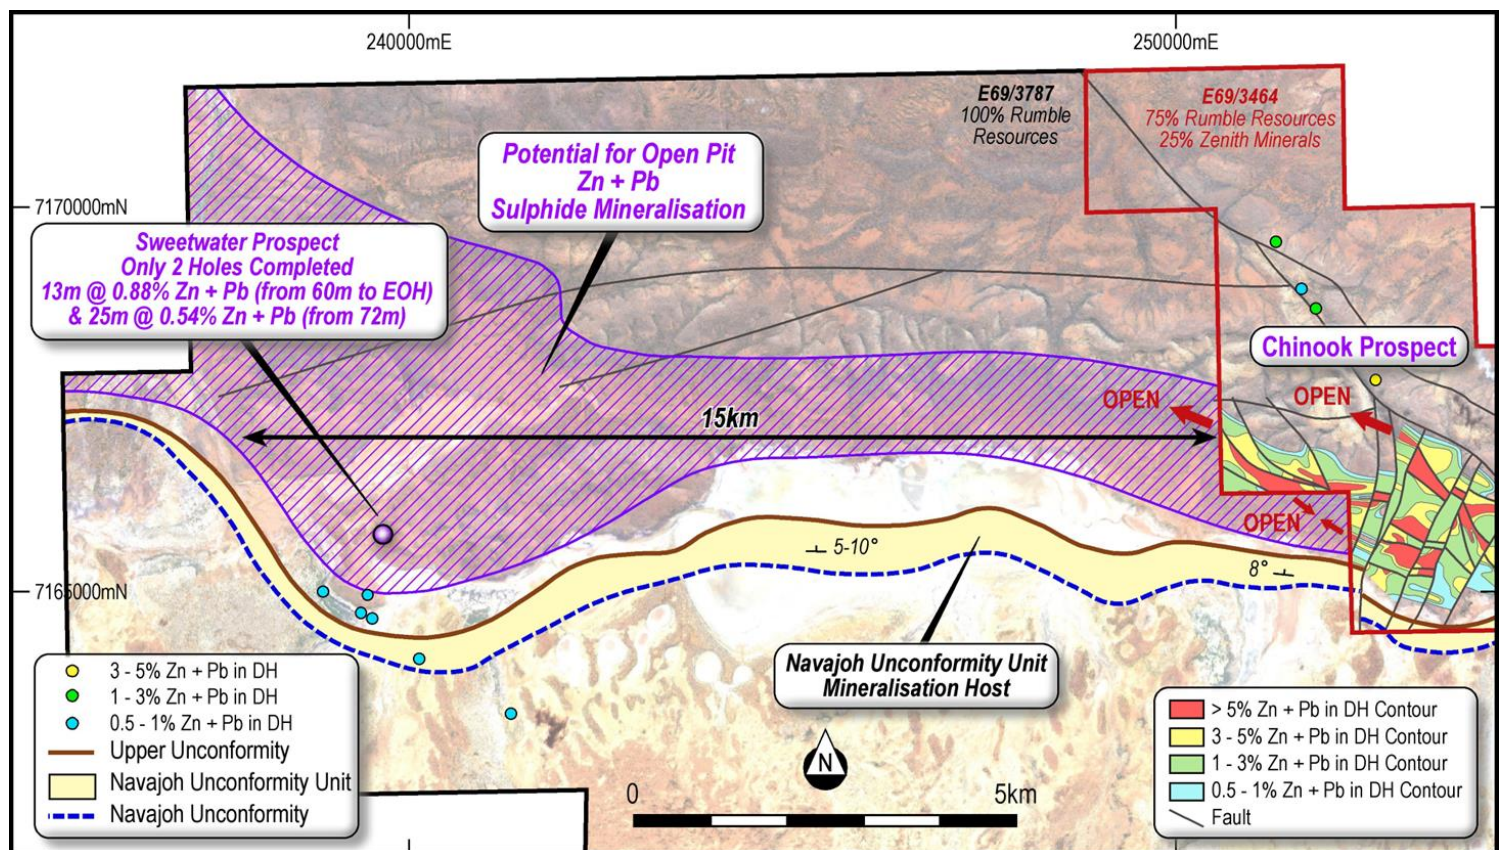 240000mE
250000mE
E69/3787
100% Rumble
Resources
E69/3464
75% Rumble Resources
25% Zenith Minerals
Potential for Open Pit
Zn + Pb
Sulphide Mineralisation
7170000mN
Sweetwater Prospect
Only 2 Holes Completed
13m @ 0.88% Zn + Pb (from 60m to EOH)
& 25m @ 0.54% Zn + Pb (from 72m)
Chinook Prospect
OPEN
OPEN
15km
OPEN
5-10°
8°
7165000mN
Navajoh Unconformity Unit
Mineralisation Host
3 - 5% Zn + Pb in DH
1 - 3% Zn + Pb in DH
0.5 - 1% Zn + Pb in DH
Upper Unconformity
Navajoh Unconformity Unit
Navajoh Unconformity
N
0
5km
> 5% Zn + Pb in DH Contour
3 - 5% Zn + Pb in DH Contour
1 - 3% Zn + Pb in DH Contour
0.5 - 1% Zn + Pb in DH Contour
Fault